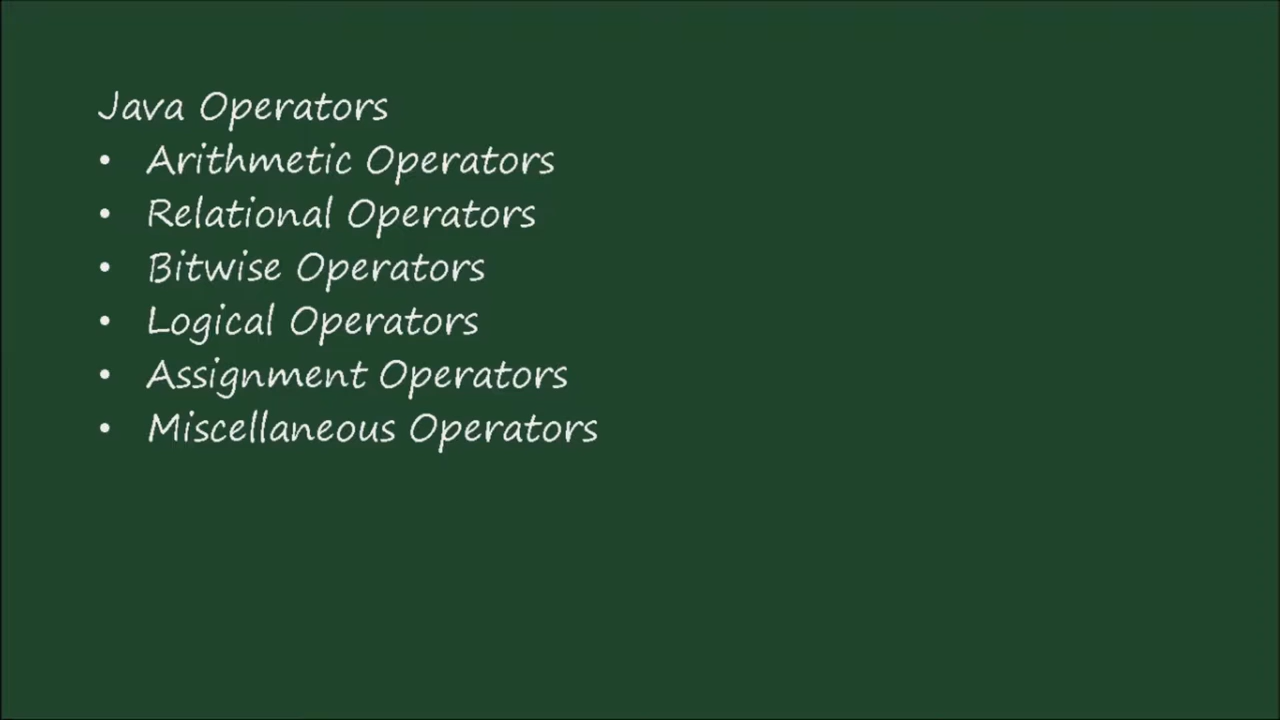 Java Operators
• Arithmetic Operators
• Relational Operators
• Bitwise Operators
• Logical Operators
• Assignment Operators
• Miscellaneous Operators